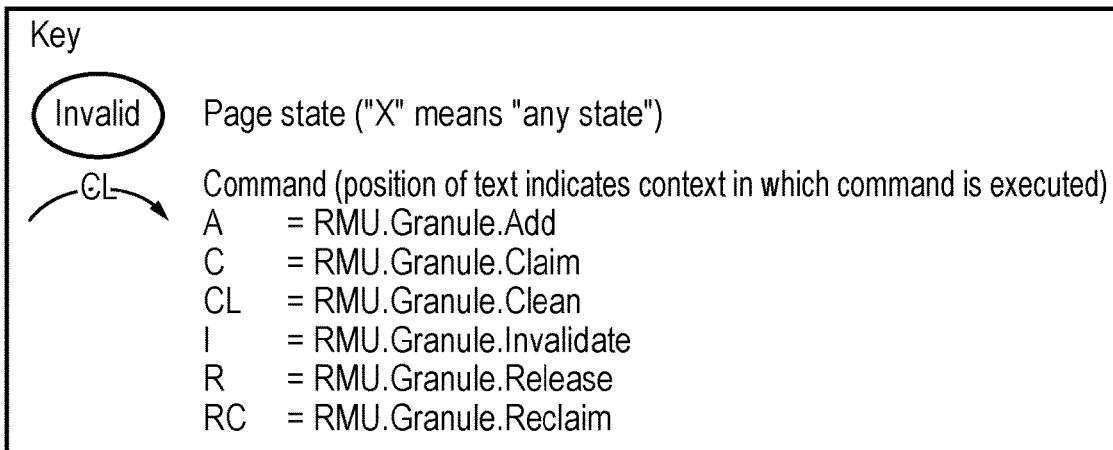 Key
Invalid Page state ("X" means "any state")
CL Command (position of text indicates context in which command is executed)
A = RMU.Granule.Add
C = RMU.Granule.Claim
CL = RMU.Granule.Clean
I = RMU.Granule.Invalidate
R = RMU.Granule.Release
RC = RMU.Granule.Reclaim